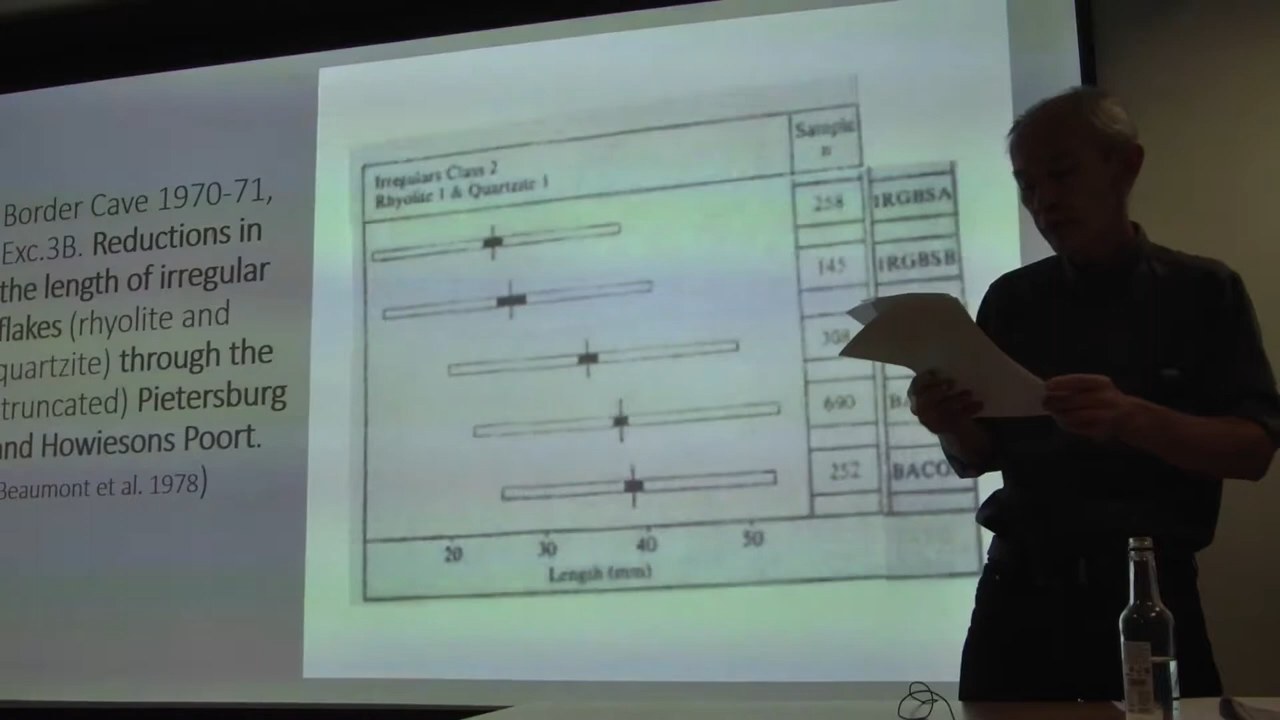 Border Cave 1970-71,
Exc.3B. Reductions in
the length of irregular
flakes (rhyolite and
quartzite) through the
truncated) Pietersburg
and Howiesons Poort.
Beaumont et al. 1978)
Irregulars Class 2
Rhyolite 1 & Quartzite 1
Sample
n
258 IRGBSA
145 IRGBSB
308
690 BA
252 BACO
20 30 40 50
Length (mm)